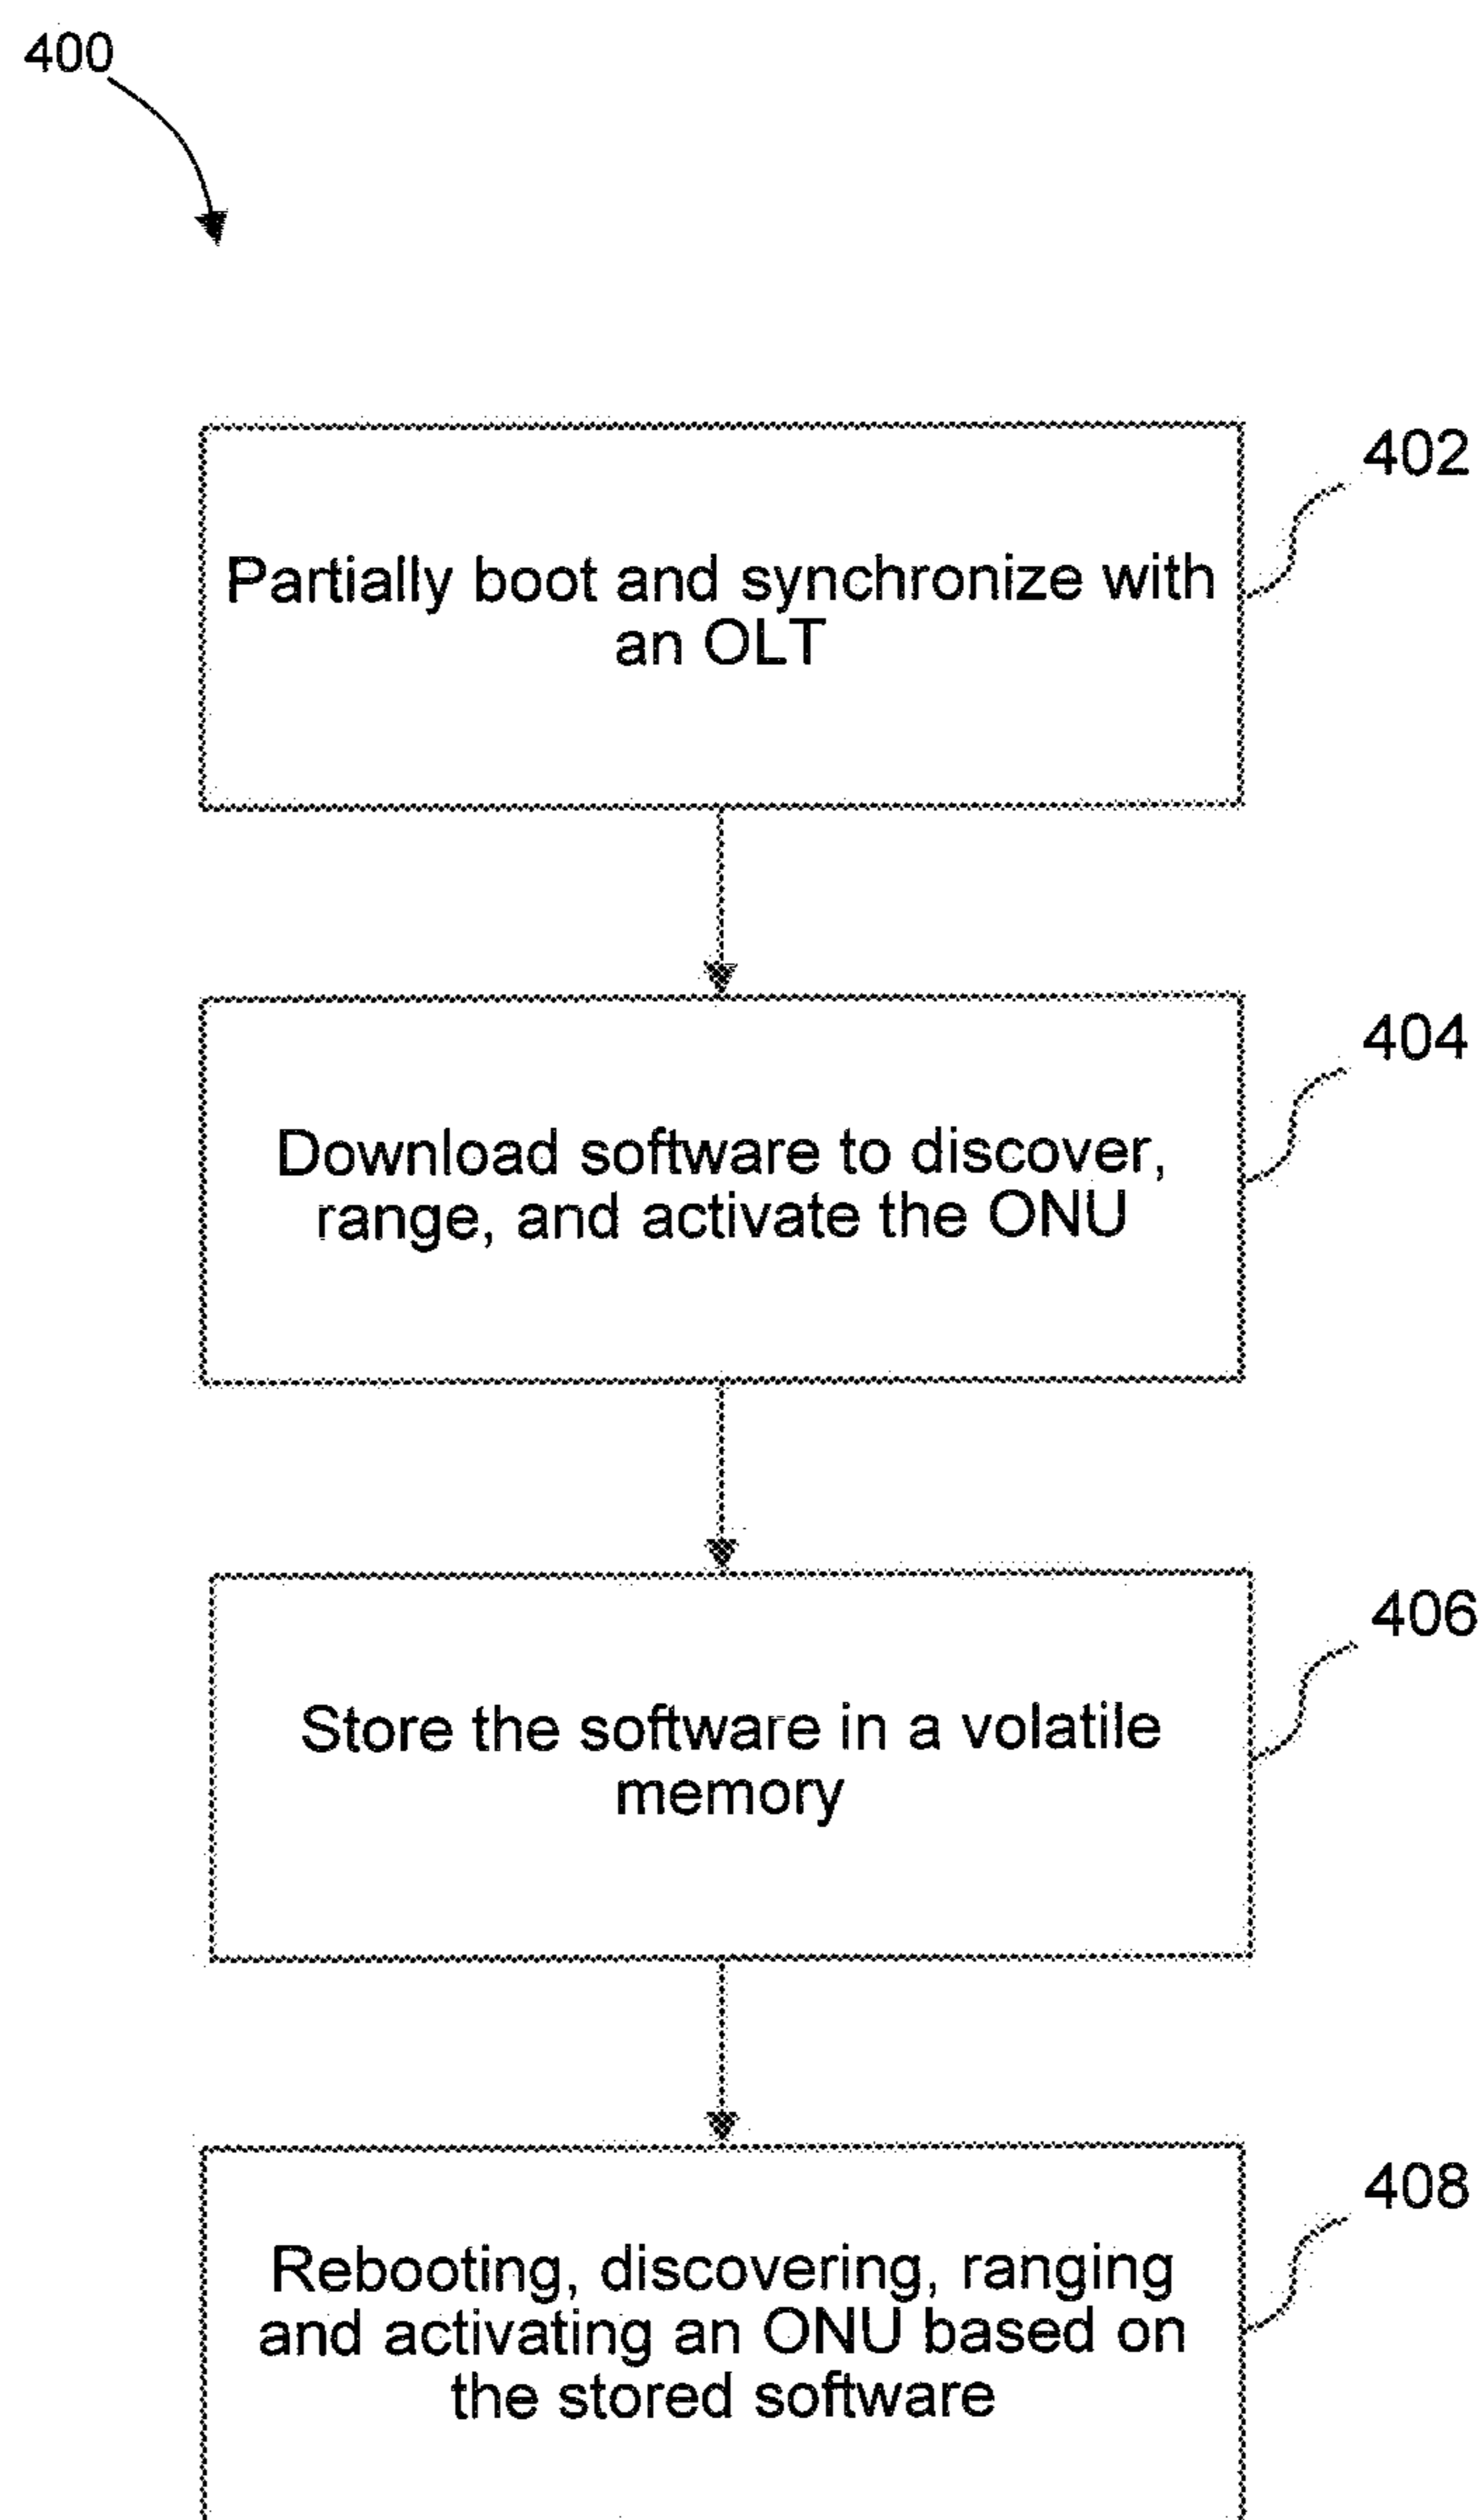 400
402
Partially boot and synchronize with
an OLT
404
Download software to discover,
range, and activate the ONU
406
Store the software in a volatile
memory
408
Rebooting, discovering, ranging
and activating an ONU based on
the stored software